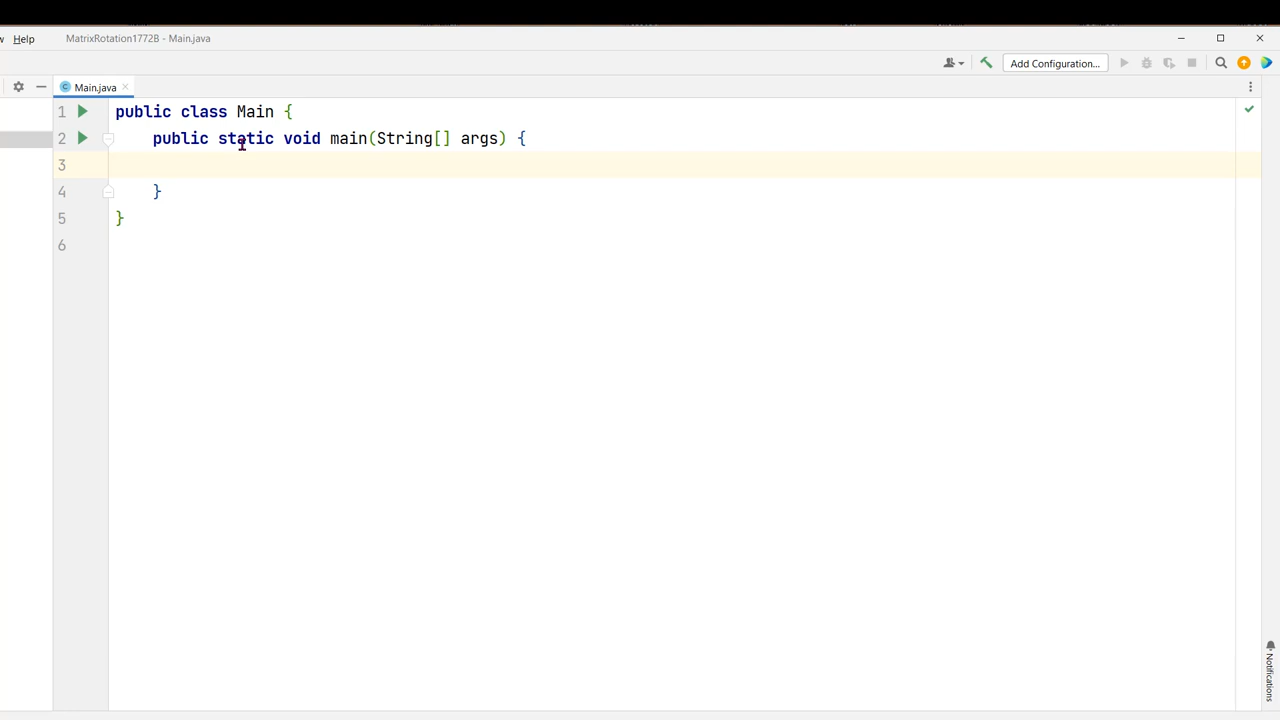 Help
MatrixRotation1772B - Main.java
Add Configuration...
Main.java
1 public class Main {
2 public static void main(String[] args) {
3
4 }
5 }
6
Notifications